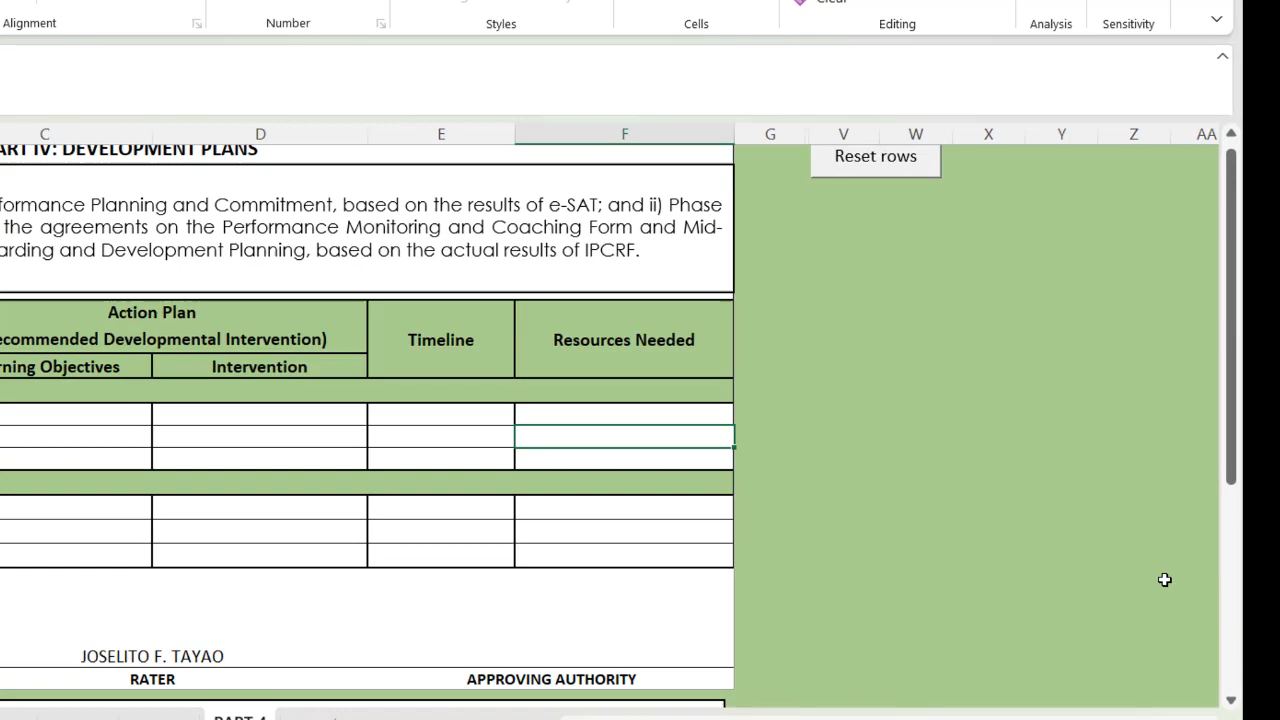 Alignment
Number
Styles
Cells
Editing
Analysis
Sensitivity
C D E F G V W X Y Z AA
ART IV: DEVELOPMENT PLANS
Reset rows
formance Planning and Commitment, based on the results of e-SAT; and ii) Phase
the agreements on the Performance Monitoring and Coaching Form and Mid-
arding and Development Planning, based on the actual results of IPCRF.
Action Plan
ecommended Developmental Intervention)
Timeline
Resources Needed
rning Objectives
Intervention
JOSELITO F. TAYAO
RATER
APPROVING AUTHORITY
PART 4